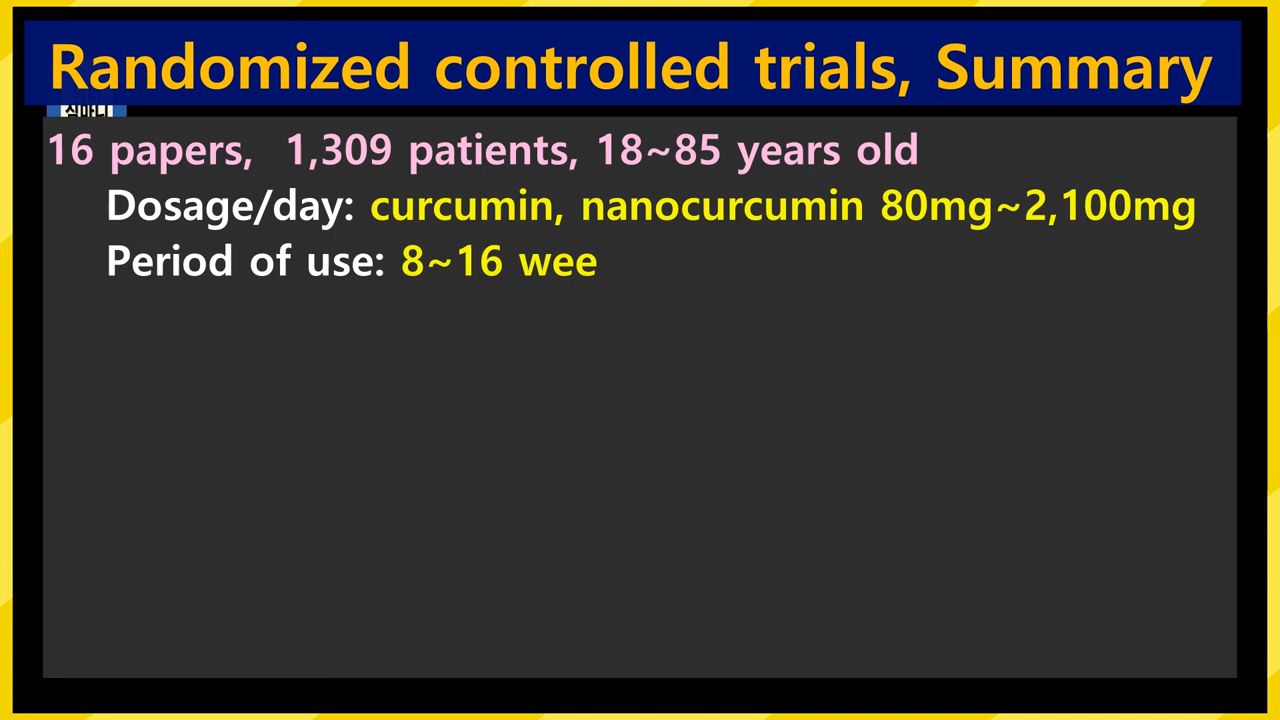 Randomized controlled trials, Summary
16 papers, 1,309 patients, 18~85 years old
Dosage/day: curcumin, nanocurcumin 80mg~2,100mg
Period of use: 8~16 wee